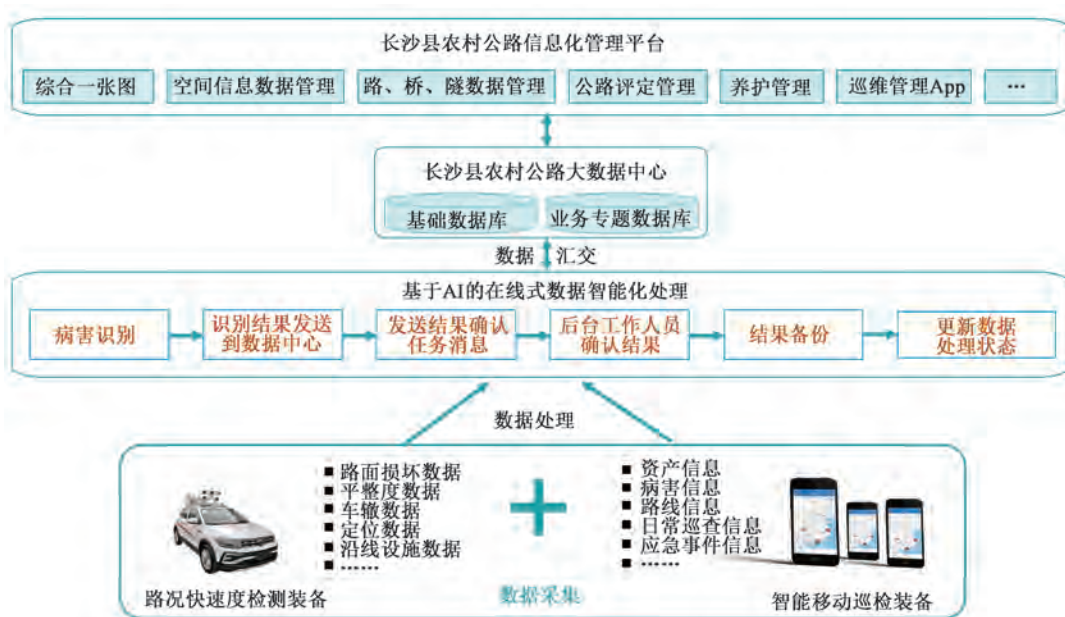 长沙县农村公路信息化管理平台
综合一张图 空间信息数据管理 路、桥、隧数据管理 公路评定管理 养护管理 巡维管理App …
长沙县农村公路大数据中心
基础数据库 业务专题数据库
数据 汇交
基于AI的在线式数据智能化处理
病害识别
识别结果发送
到数据中心
发送结果确认
任务消息
后台工作人员
确认结果
结果备份
更新数据
处理状态
数据处理
■ 路面损坏数据
■ 平整度数据
■ 车辙数据
■ 定位数据
■ 沿线设施数据
■ ……
■ 资产信息
■ 病害信息
■ 路线信息
■ 日常巡查信息
■ 应急事件信息
■ ……
路况快速度检测装备
数据采集
智能移动巡检装备